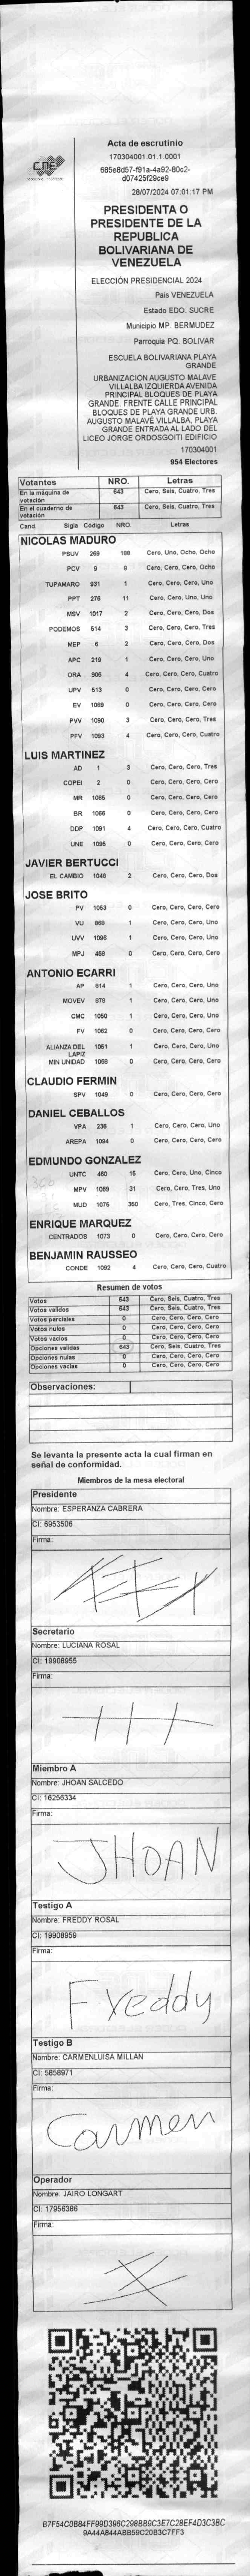 CNE
Acta de escrutinio
170304001.01.1.0001
685e8d57-f91a-4a92-80c2-
d07425f29ce9
28/07/2024 07:01:17 PM
PRESIDENTA O
PRESIDENTE DE LA
REPUBLICA
BOLIVARIANA DE
VENEZUELA
ELECCIÓN PRESIDENCIAL 2024
Pais VENEZUELA
Estado EDO. SUCRE
Municipio MP. BERMUDEZ
Parroquia PQ. BOLIVAR
ESCUELA BOLIVARIANA PLAYA
GRANDE
URBANIZACION AUGUSTO MALAVE
VILLALBA IZQUIERDA AVENIDA
PRINCIPAL BLOQUES DE PLAYA
GRANDE. FRENTE CALLE PRINCIPAL
BLOQUES DE PLAYA GRANDE URB.
AUGUSTO MALAVÉ VILLALBA, PLAYA
GRANDE ENTRADA AL LADO DEL
LICEO JORGE ORDOSGOITI EDIFICIO
170304001
954 Electores
Votantes NRO. Letras
En la máquina de votación 643 Cero, Seis, Cuatro, Tres
En el cuaderno de votación 643 Cero, Seis, Cuatro, Tres
Cand. Sigla Código NRO. Letras
NICOLAS MADURO
PSUV 269 188 Cero, Uno, Ocho, Ocho
PCV 9 8 Cero, Cero, Cero, Ocho
TUPAMARO 931 1 Cero, Cero, Cero, Uno
PPT 276 11 Cero, Cero, Uno, Uno
MSV 1017 2 Cero, Cero, Cero, Dos
PODEMOS 514 3 Cero, Cero, Cero, Tres
MEP 6 2 Cero, Cero, Cero, Dos
APC 219 1 Cero, Cero, Cero, Uno
ORA 906 4 Cero, Cero, Cero, Cuatro
UPV 513 0 Cero, Cero, Cero, Cero
EV 1089 0 Cero, Cero, Cero, Cero
PVV 1090 3 Cero, Cero, Cero, Tres
PFV 1093 4 Cero, Cero, Cero, Cuatro
LUIS MARTINEZ
AD 1 3 Cero, Cero, Cero, Tres
COPEI 2 0 Cero, Cero, Cero, Cero
MR 1065 0 Cero, Cero, Cero, Cero
BR 1066 0 Cero, Cero, Cero, Cero
DDP 1091 4 Cero, Cero, Cero, Cuatro
UNE 1095 0 Cero, Cero, Cero, Cero
JAVIER BERTUCCI
EL CAMBIO 1046 2 Cero, Cero, Cero, Dos
JOSE BRITO
PV 1053 0 Cero, Cero, Cero, Cero
VU 969 1 Cero, Cero, Cero, Uno
UVV 1096 1 Cero, Cero, Cero, Uno
MPJ 458 0 Cero, Cero, Cero, Cero
ANTONIO ECARRI
AP 914 1 Cero, Cero, Cero, Uno
MOVEV 979 1 Cero, Cero, Cero, Uno
CMC 1050 1 Cero, Cero, Cero, Uno
FV 1062 0 Cero, Cero, Cero, Cero
ALIANZA DEL LAPIZ 1051 1 Cero, Cero, Cero, Uno
MIN UNIDAD 1068 0 Cero, Cero, Cero, Cero
CLAUDIO FERMIN
SPV 1049 0 Cero, Cero, Cero, Cero
DANIEL CEBALLOS
VPA 236 1 Cero, Cero, Cero, Uno
AREPA 1094 0 Cero, Cero, Cero, Cero
EDMUNDO GONZALEZ
UNTC 460 15 Cero, Cero, Uno, Cinco
MPV 1069 31 Cero, Cero, Tres, Uno
MUD 1075 350 Cero, Tres, Cinco, Cero
ENRIQUE MARQUEZ
CENTRADOS 1073 0 Cero, Cero, Cero, Cero
BENJAMIN RAUSSEO
CONDE 1092 4 Cero, Cero, Cero, Cuatro
Resumen de votos
Votos 643 Cero, Seis, Cuatro, Tres
Votos validos 643 Cero, Seis, Cuatro, Tres
Votos parciales 0 Cero, Cero, Cero, Cero
Votos nulos 0 Cero, Cero, Cero, Cero
Votos vacios 0 Cero, Cero, Cero, Cero
Opciones validas 643 Cero, Seis, Cuatro, Tres
Opciones nulas 0 Cero, Cero, Cero, Cero
Opciones vacias 0 Cero, Cero, Cero, Cero
Observaciones:
Se levanta la presente acta la cual firman en
señal de conformidad.
Miembros de la mesa electoral
Presidente
Nombre: ESPERANZA CABRERA
CI: 6953506
Firma:
Secretario
Nombre: LUCIANA ROSAL
CI: 19908955
Firma:
Miembro A
Nombre: JHOAN SALCEDO
CI: 16256334
Firma:
JHOAN
Testigo A
Nombre: FREDDY ROSAL
CI: 19908959
Firma:
Freddy
Testigo B
Nombre: CARMENLUISA MILLAN
CI: 5858971
Firma:
Carmen
Operador
Nombre: JAIRO LONGART
CI: 17956386
Firma:
B7F54C0B84FF99D396C298BB9C3E7C28EF4D3C3BC
9A44A844ABB59C20B3C7FF3